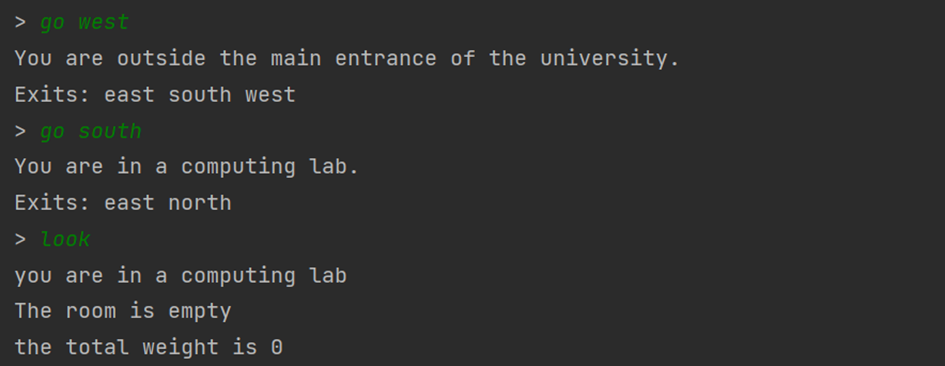 > go west
You are outside the main entrance of the university.
Exits: east south west
> go south
You are in a computing lab.
Exits: east north
> look
you are in a computing lab
The room is empty
the total weight is 0